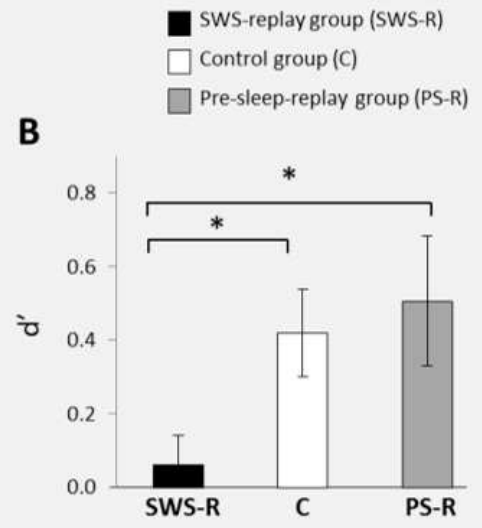 SWS-replay group (SWS-R)
Control group (C)
Pre-sleep-replay group (PS-R)
B
*
*
0.8
0.6
0.4
0.2
0.0
d′
SWS-R C PS-R